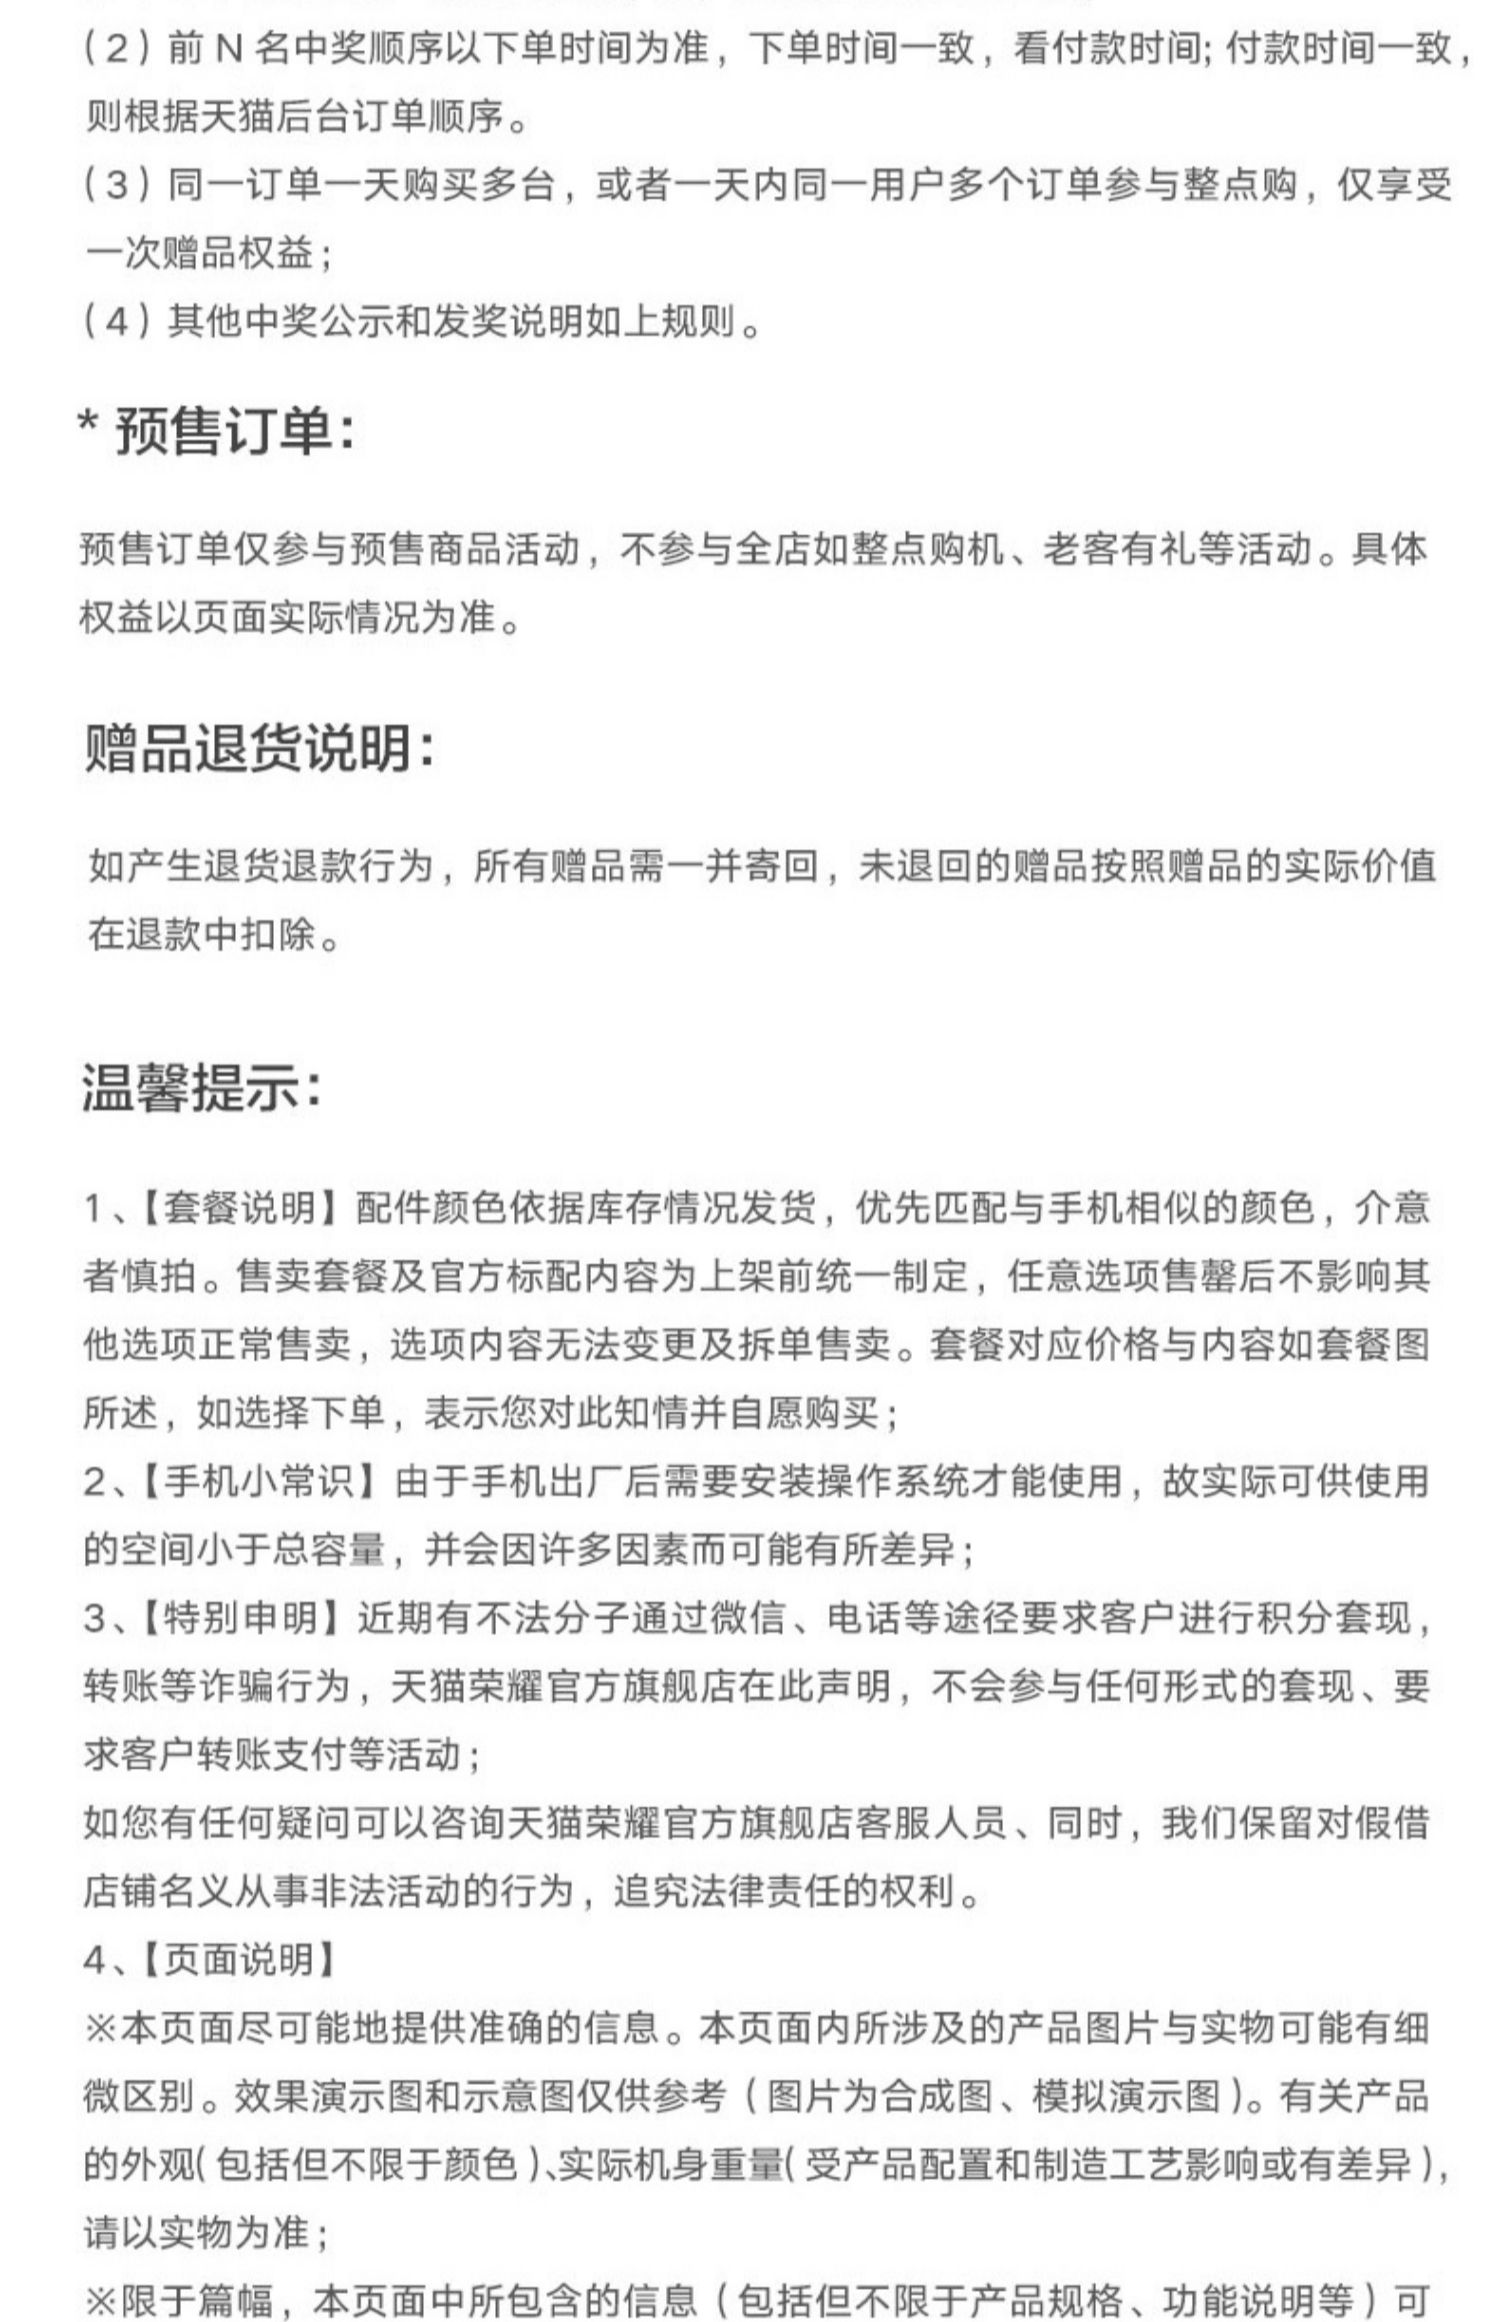 (2) 前 N 名中奖顺序以下单时间为准，下单时间一致，看付款时间; 付款时间一致，
则根据天猫后台订单顺序。
(3) 同一订单一天购买多台，或者一天内同一用户多个订单参与整点购，仅享受
一次赠品权益；
(4) 其他中奖公示和发奖说明如上规则。
* 预售订单：
预售订单仅参与预售商品活动，不参与全店如整点购机、老客有礼等活动。具体
权益以页面实际情况为准。
赠品退货说明：
如产生退货退款行为，所有赠品需一并寄回，未退回的赠品按照赠品的实际价值
在退款中扣除。
温馨提示：
1、【套餐说明】配件颜色依据库存情况发货，优先匹配与手机相似的颜色，介意
者慎拍。售卖套餐及官方标配内容为上架前统一制定，任意选项售罄后不影响其
他选项正常售卖，选项内容无法变更及拆单售卖。套餐对应价格与内容如套餐图
所述，如选择下单，表示您对此知情并自愿购买；
2、【手机小常识】由于手机出厂后需要安装操作系统才能使用，故实际可供使用
的空间小于总容量，并会因许多因素而可能有所差异；
3、【特别申明】近期有不法分子通过微信、电话等途径要求客户进行积分套现，
转账等诈骗行为，天猫荣耀官方旗舰店在此声明，不会参与任何形式的套现、要
求客户转账支付等活动；
如您有任何疑问可以咨询天猫荣耀官方旗舰店客服人员、同时，我们保留对假借
店铺名义从事非法活动的行为，追究法律责任的权利。
4、【页面说明】
※本页面尽可能地提供准确的信息。本页面内所涉及的产品图片与实物可能有细
微区别。效果演示图和示意图仅供参考（图片为合成图、模拟演示图）。有关产品
的外观( 包括但不限于颜色 )、实际机身重量( 受产品配置和制造工艺影响或有差异 )，
请以实物为准；
※限于篇幅，本页面中所包含的信息（包括但不限于产品规格、功能说明等）可